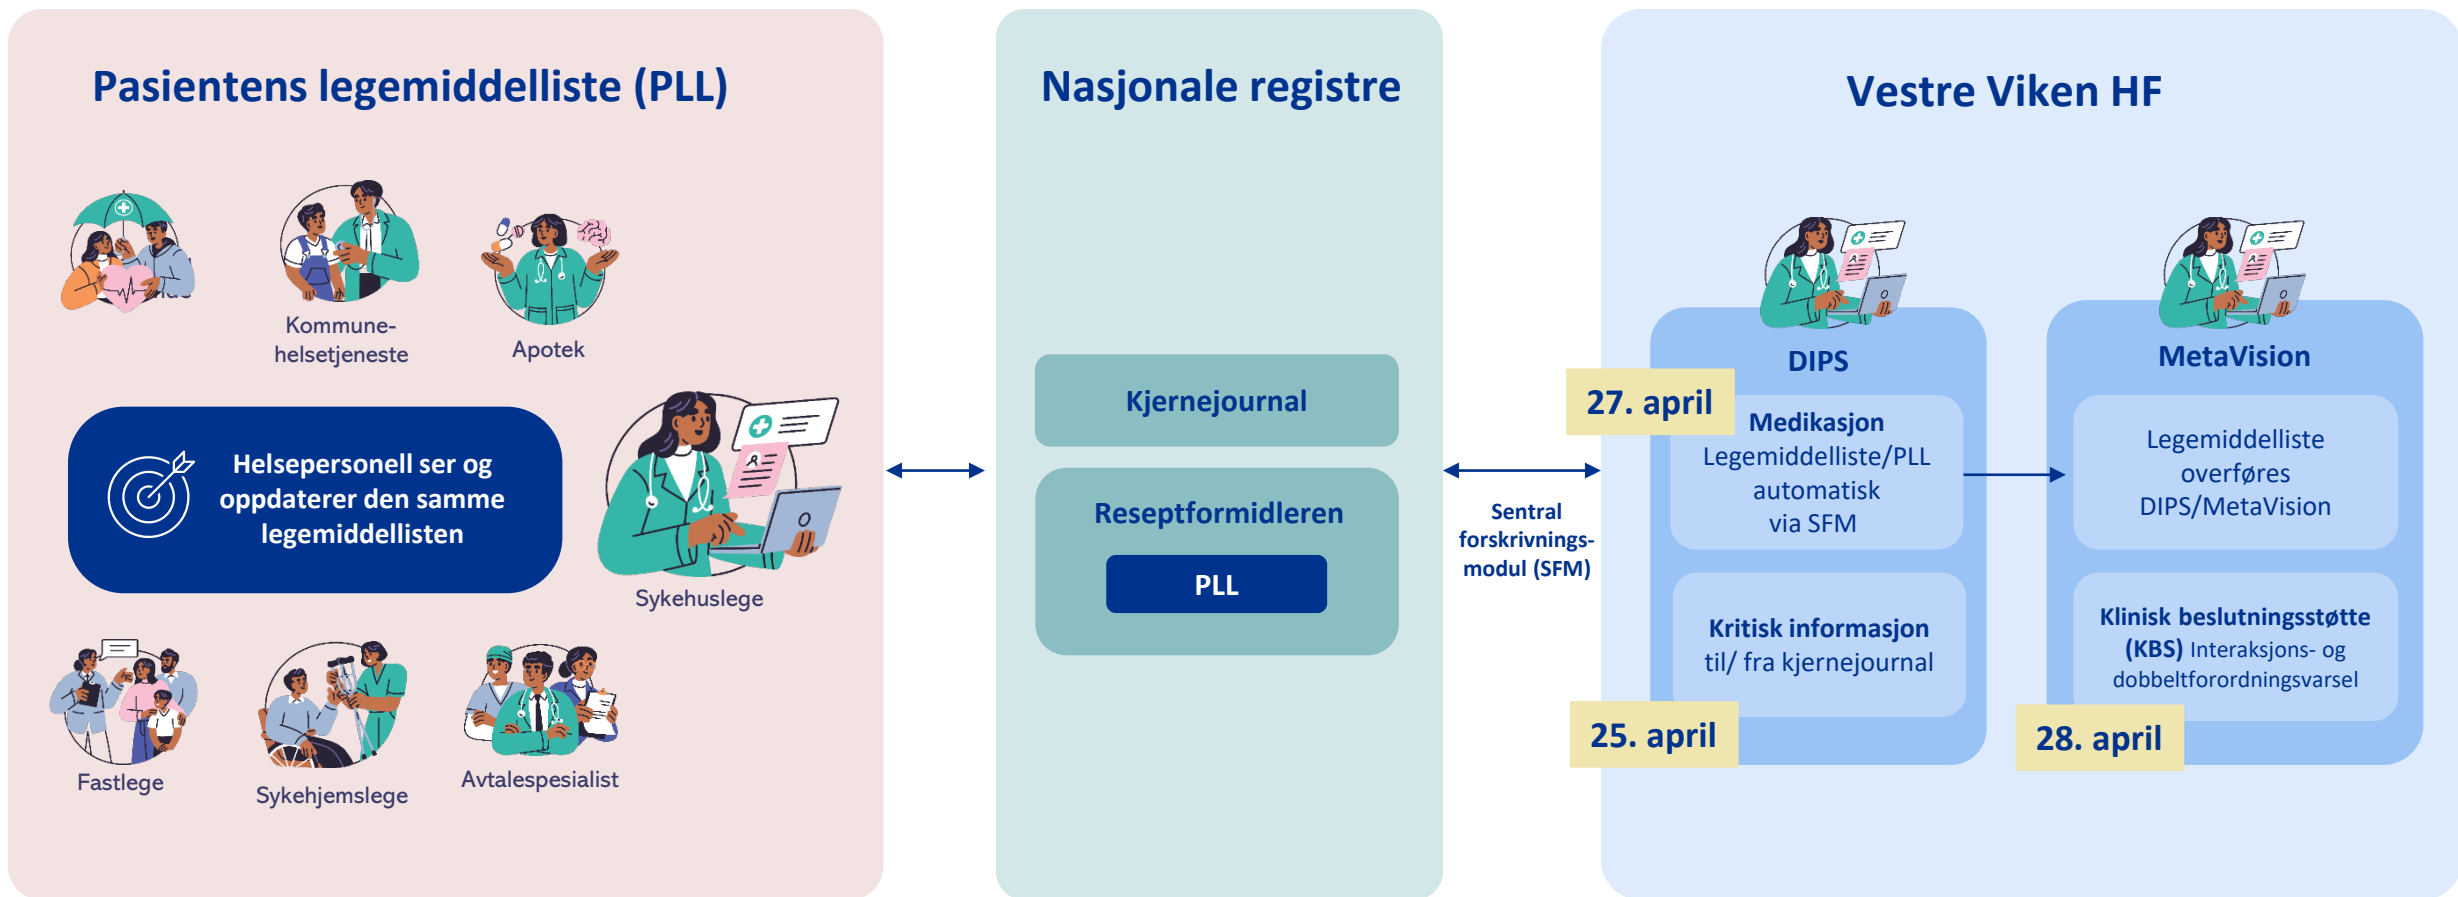 Pasientens legemiddelliste (PLL)
Kommune-
helsetjeneste
Apotek
Helsepersonell ser og
oppdaterer den samme
legemiddellisten
Sykehuslege
Fastlege
Sykehjemslege
Avtalespesialist
Nasjonale registre
Kjernejournal
Reseptformidleren
PLL
Sentral
forskrivnings-
modul (SFM)
Vestre Viken HF
DIPS
27. april
Medikasjon
Legemiddelliste/PLL
automatisk
via SFM
Kritisk informasjon
til/ fra kjernejournal
25. april
MetaVision
Legemiddelliste
overføres
DIPS/MetaVision
Klinisk beslutningsstøtte
(KBS) Interaksjons- og
dobbeltforordningsvarsel
28. april